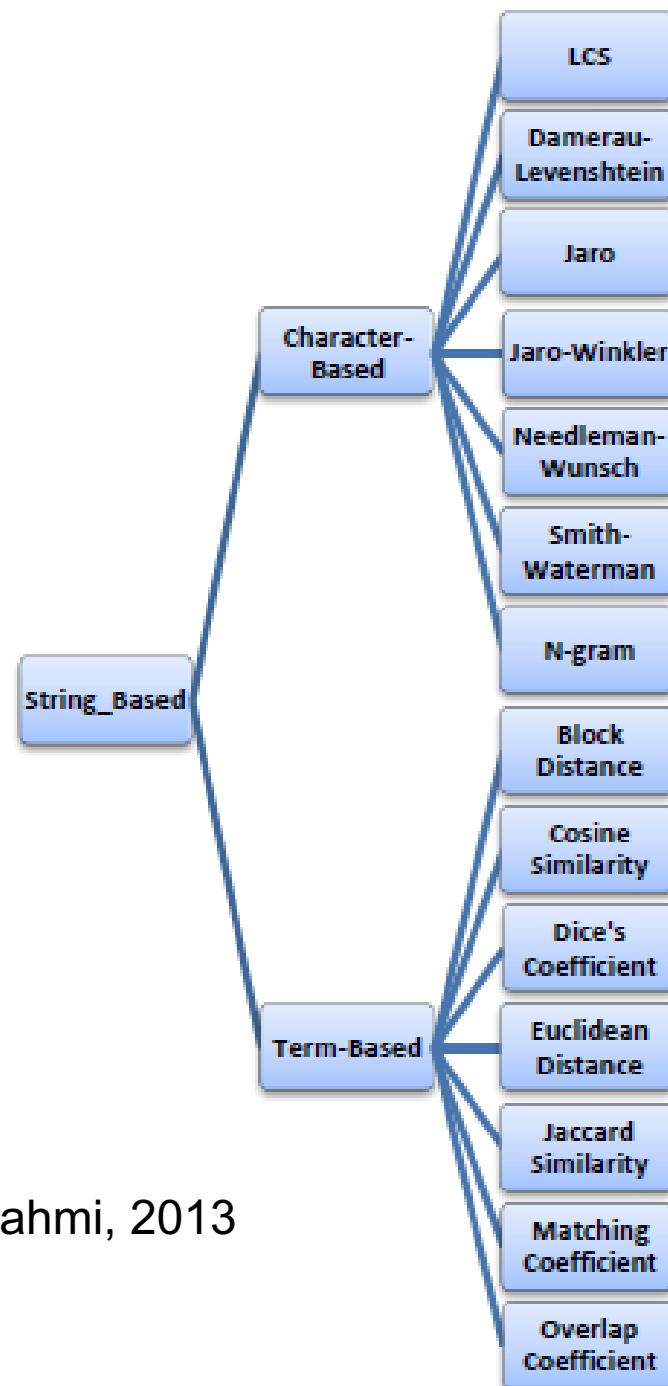 LCS
Damerau-
Levenshtein
Jaro
Character-
Based
Jaro-Winkler
Needleman-
Wunsch
Smith-
Waterman
N-gram
String_Based
Block
Distance
Cosine
Similarity
Dice's
Coefficient
Term-Based
Euclidean
Distance
Jaccard
Similarity
ahmi, 2013
Matching
Coefficient
Overlap
Coefficient